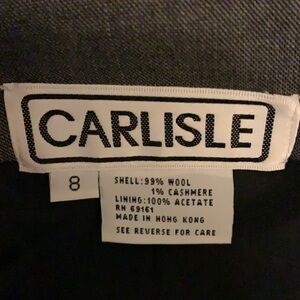 CARLISLE
8
SHELL:99% WOOL
1% CASHMERE
LINING:100% ACETATE
RN 69161
MADE IN HONG KONG
SEE REVERSE FOR CARE